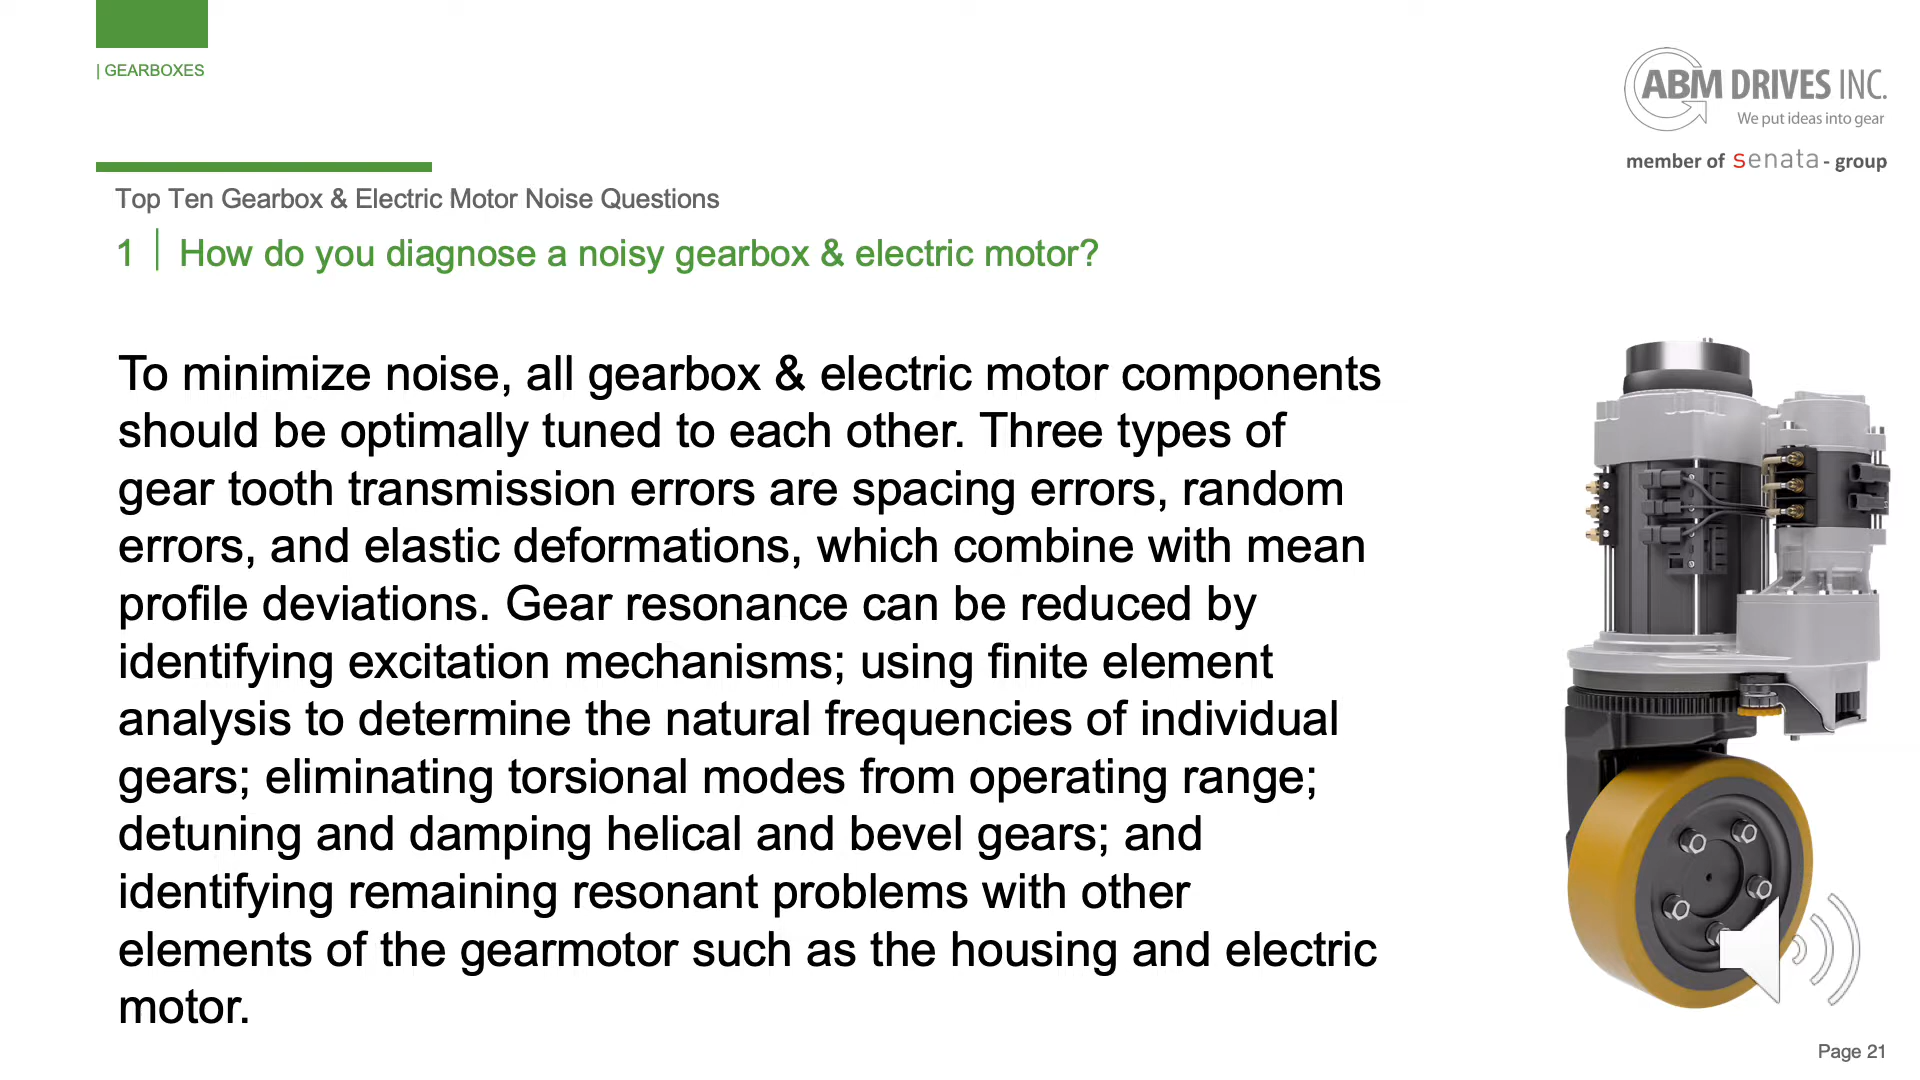 | GEARBOXES
ABM DRIVES INC.
We put ideas into gear
member of senata - group
Top Ten Gearbox & Electric Motor Noise Questions
1 | How do you diagnose a noisy gearbox & electric motor?
To minimize noise, all gearbox & electric motor components
should be optimally tuned to each other. Three types of
gear tooth transmission errors are spacing errors, random
errors, and elastic deformations, which combine with mean
profile deviations. Gear resonance can be reduced by
identifying excitation mechanisms; using finite element
analysis to determine the natural frequencies of individual
gears; eliminating torsional modes from operating range;
detuning and damping helical and bevel gears; and
identifying remaining resonant problems with other
elements of the gearmotor such as the housing and electric
motor.
Page 21